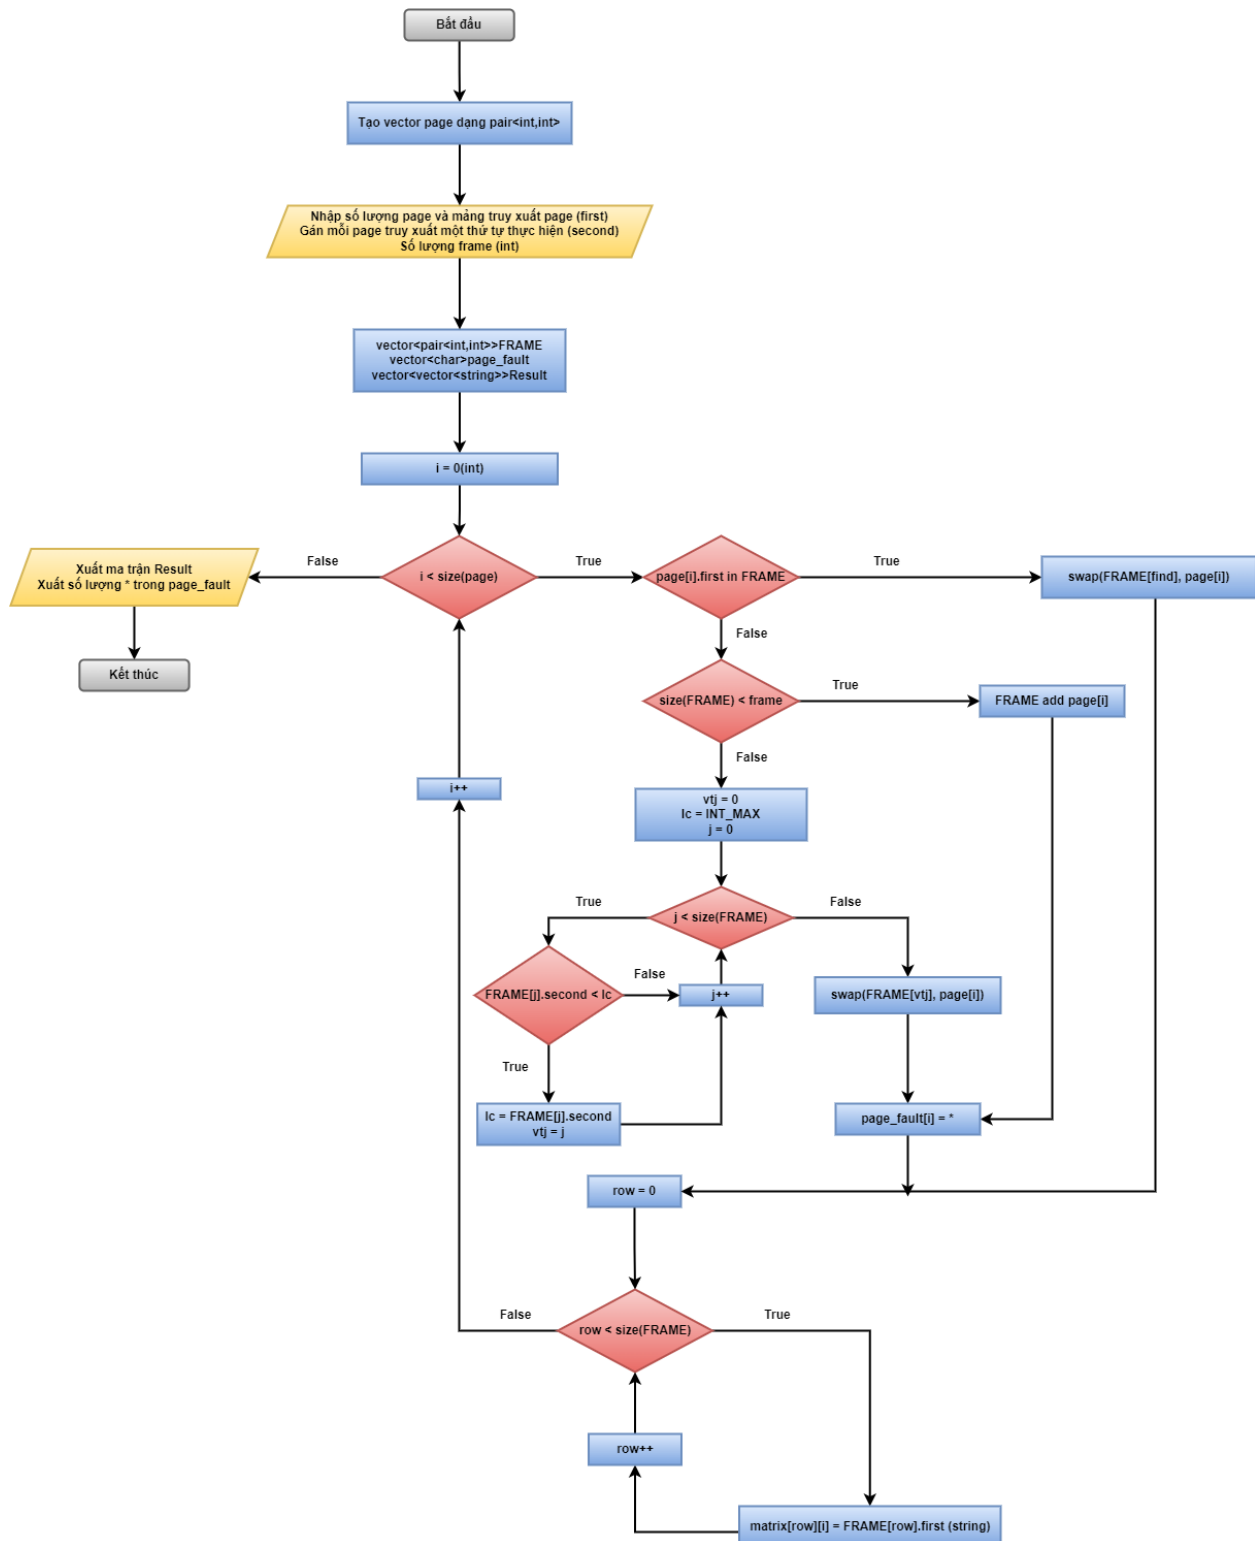 Bắt đầu
Tạo vector page dạng pair<int,int>
Nhập số lượng page và mảng truy xuất page (first)
Gán mỗi page truy xuất một thứ tự thực hiện (second)
Số lượng frame (int)
vector<pair<int,int>>FRAME
vector<char>page_fault
vector<vector<string>>Result
i = 0(int)
i < size(page)
False
True
Xuất ma trận Result
Xuất số lượng * trong page_fault
Kết thúc
page[i].first in FRAME
True
swap(FRAME[find], page[i])
False
size(FRAME) < frame
True
FRAME add page[i]
False
i++
vtj = 0
lc = INT_MAX
j = 0
True
j < size(FRAME)
False
FRAME[j].second < lc
False
j++
swap(FRAME[vtj], page[i])
True
lc = FRAME[j].second
vtj = j
page_fault[i] = *
row = 0
False
row < size(FRAME)
True
row++
matrix[row][i] = FRAME[row].first (string)